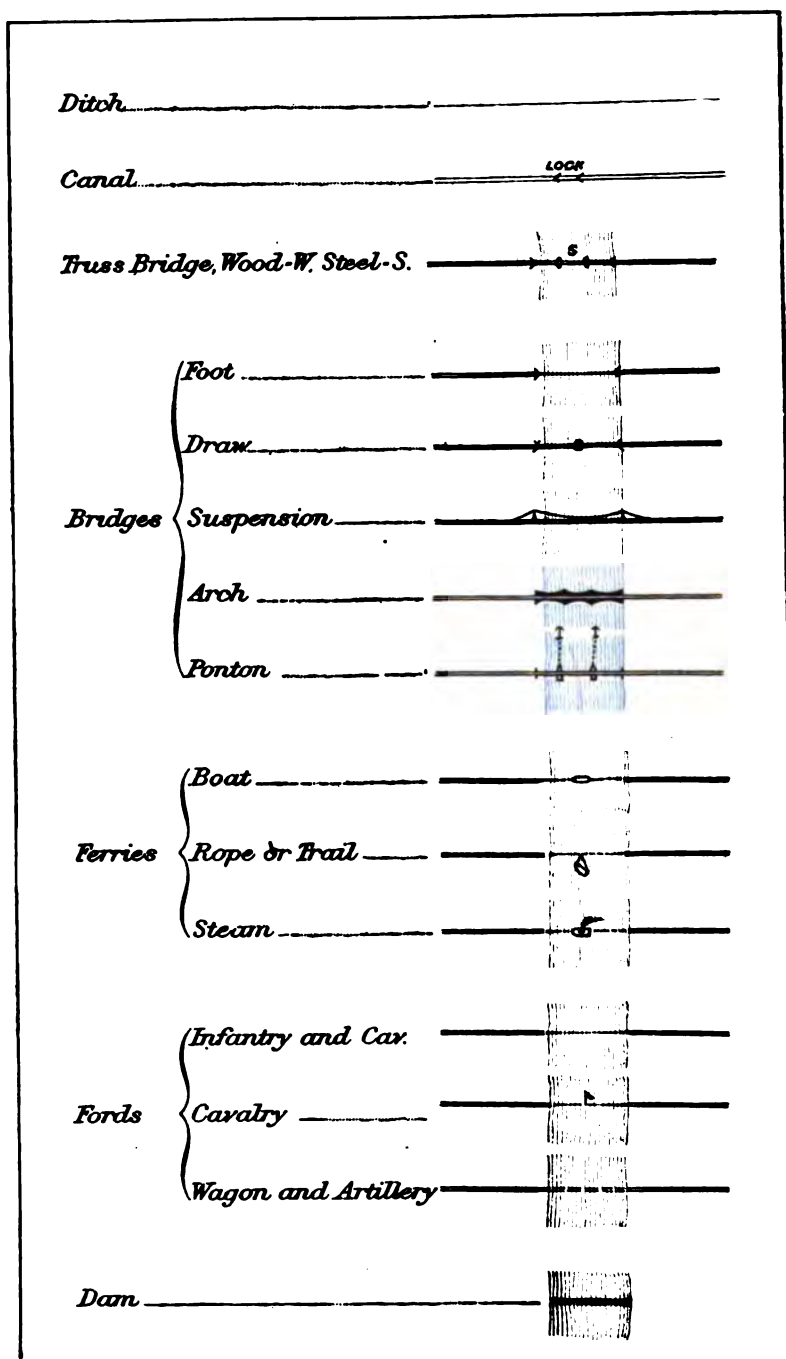 Ditch
LOCK
Canal
S
Truss Bridge, Wood-W. Steel-S.
Foot
Draw
Bridges
Suspension
Arch
Ponton
Boat
Ferries
Rope or Trail
Steam
Infantry and Cav.
Fords
Cavalry
Wagon and Artillery
Dam